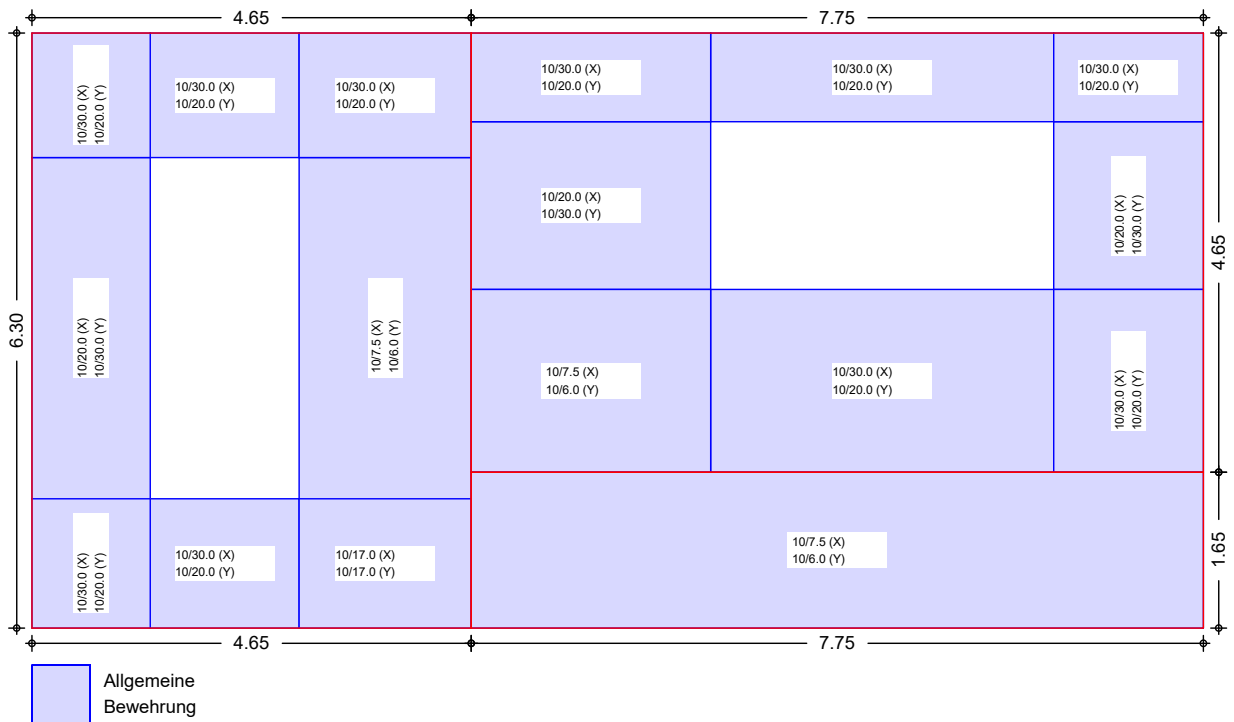 4.65
7.75
10/30.0 (X)
10/20.0 (Y)
10/30.0 (X)
10/20.0 (Y)
10/30.0 (X)
10/20.0 (Y)
10/30.0 (X)
10/20.0 (Y)
10/30.0 (X)
10/20.0 (Y)
10/30.0 (X)
10/20.0 (Y)
10/20.0 (X)
10/30.0 (Y)
10/20.0 (X)
10/30.0 (Y)
4.65
6.30
10/20.0 (X)
10/30.0 (Y)
10/7.5 (X)
10/6.0 (Y)
10/7.5 (X)
10/6.0 (Y)
10/30.0 (X)
10/20.0 (Y)
10/30.0 (X)
10/20.0 (Y)
10/30.0 (X)
10/20.0 (Y)
10/30.0 (X)
10/20.0 (Y)
10/17.0 (X)
10/17.0 (Y)
10/7.5 (X)
10/6.0 (Y)
1.65
4.65
7.75
Allgemeine
Bewehrung